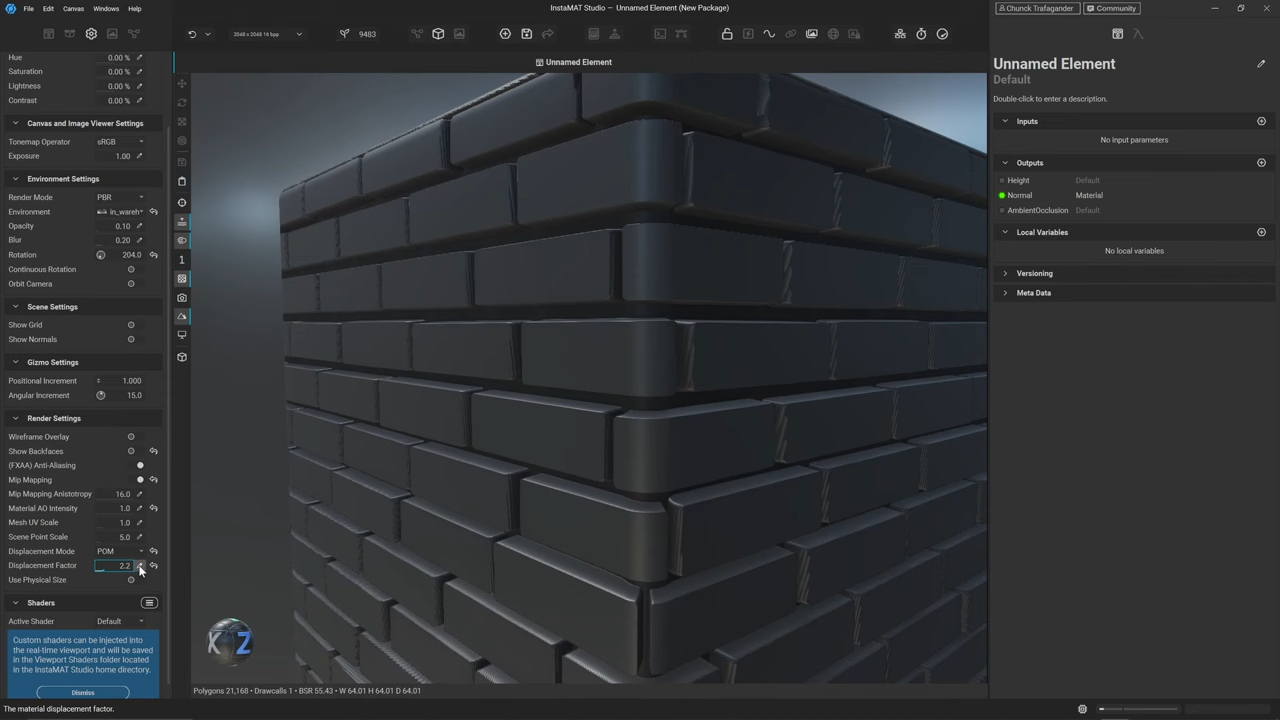 File Edit Canvas Windows Help
InstaMAT Studio – Unnamed Element (New Package)
Chunck Trafagander
Community
2048 x 2048 16 bpp
9483
Hue 0.00 %
Saturation 0.00 %
Lightness 0.00 %
Contrast 0.00 %
Canvas and Image Viewer Settings
Tonemap Operator sRGB
Exposure 1.00
Environment Settings
Render Mode PBR
Environment in_wareh*
Opacity 0.10
Blur 0.20
Rotation 204.0
Continuous Rotation
Orbit Camera
Scene Settings
Show Grid
Show Normals
Gizmo Settings
Positional Increment 1.000
Angular Increment 15.0
Render Settings
Wireframe Overlay
Show Backfaces
(FXAA) Anti-Aliasing
Mip Mapping
Mip Mapping Anistotropy 16.0
Material AO Intensity 1.0
Mesh UV Scale 1.0
Scene Point Scale 5.0
Displacement Mode POM
Displacement Factor 2.2
Use Physical Size
Shaders
Active Shader Default
Custom shaders can be injected into
the real-time viewport and will be saved
in the Viewport Shaders folder located
in the InstaMAT Studio home directory.
Dismiss
The material displacement factor.
Unnamed Element
1
X Z
Polygons 21,168 • Drawcalls 1 • BSR 55.43 • W 64.01 H 64.01 D 64.01
Unnamed Element
Default
Double-click to enter a description.
Inputs
No input parameters
Outputs
Height Default
Normal Material
AmbientOcclusion Default
Local Variables
No local variables
Versioning
Meta Data